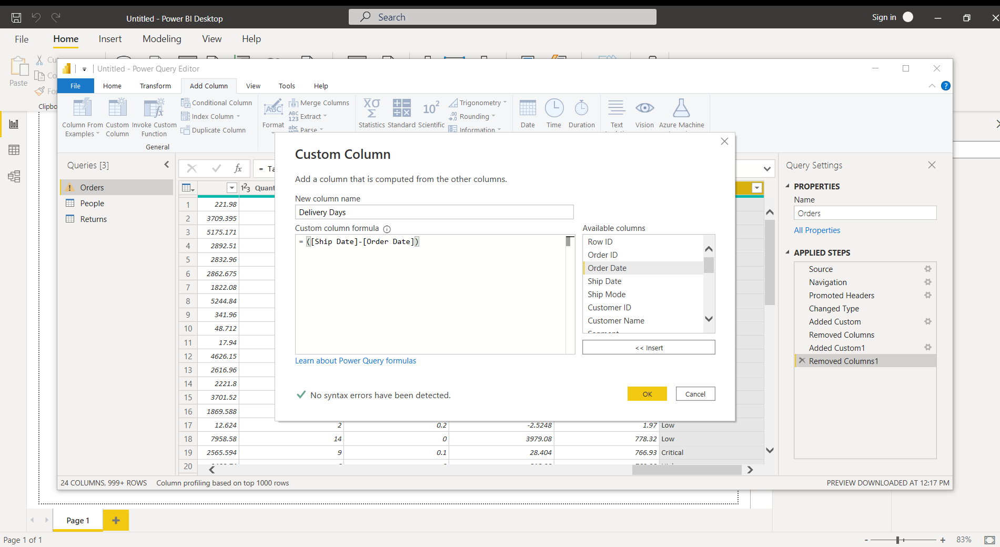 Untitled - Power BI Desktop
Search
Sign in
File
Home
Insert
Modeling
View
Help
Paste
Clipbo
Untitled - Power Query Editor
File
Home
Transform
Add Column
View
Tools
Help
Column From
Examples
Custom
Column
Invoke Custom
Function
Conditional Column
Index Column
Duplicate Column
General
ABC
Format
Merge Columns
ABC
123
Extract
abc
Parse
XσΣ
Statistics
Standard
10²
Scientific
Trigonometry
.00
Rounding
Information
Date
Time
Duration
Text
Vision
Azure Machine
Queries [3]
Orders
People
Returns
fx
= Ta
1²3 Quant
1 221.98
2 3709.395
3 5175.171
4 2892.51
5 2832.96
6 2862.675
7 1822.08
8 5244.84
9 341.96
10 48.712
11 17.94
12 4626.15
13 2616.96
14 2221.8
15 3701.52
16 1869.588
17 12.624 2 0.2 -2.5248 1.97 Low
18 7958.58 14 0 3979.08 778.32 Low
19 2565.594 9 0.1 28.404 766.93 Critical
20
Custom Column
Add a column that is computed from the other columns.
New column name
Delivery Days
Custom column formula
= ([Ship Date]-[Order Date])
Available columns
Row ID
Order ID
Order Date
Ship Date
Ship Mode
Customer ID
Customer Name
<< Insert
Learn about Power Query formulas
No syntax errors have been detected.
OK
Cancel
Query Settings
PROPERTIES
Name
Orders
All Properties
APPLIED STEPS
Source
Navigation
Promoted Headers
Changed Type
Added Custom
Removed Columns
Added Custom1
Removed Columns1
24 COLUMNS, 999+ ROWS
Column profiling based on top 1000 rows
PREVIEW DOWNLOADED AT 12:17 PM
Page 1
Page 1 of 1
- + 83%